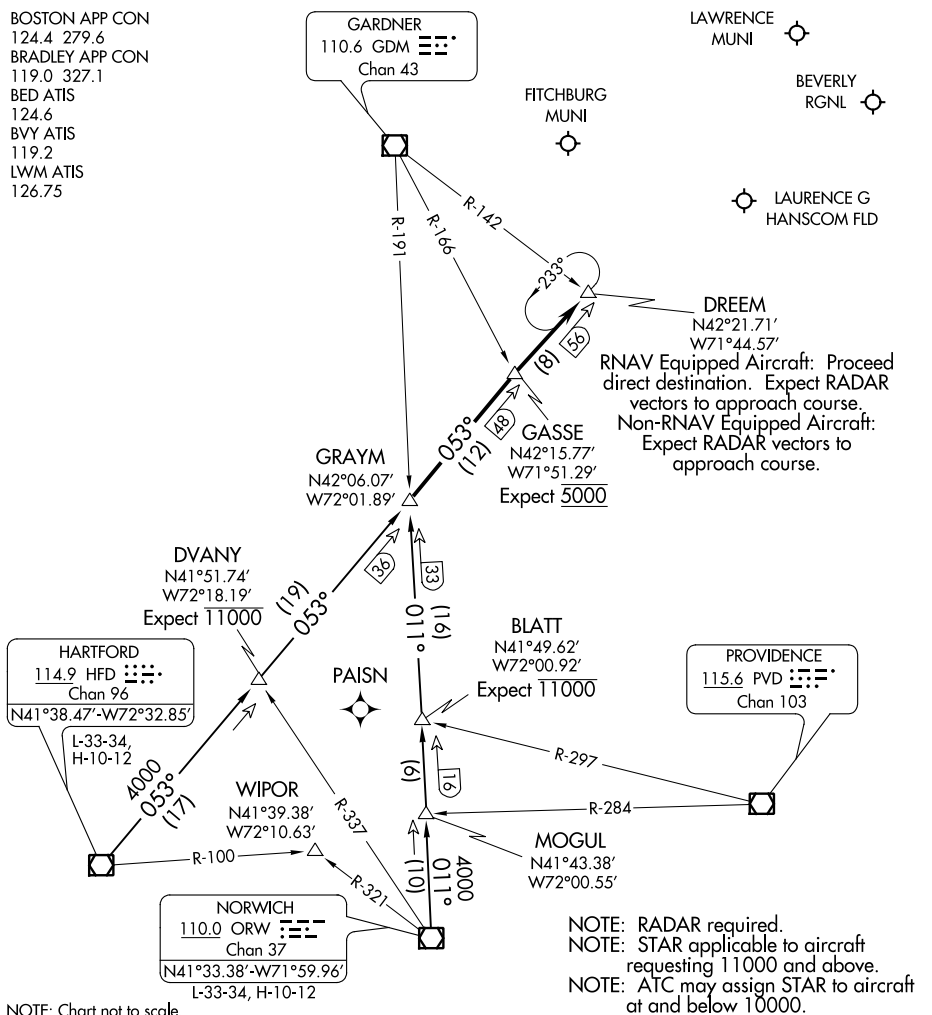 BOSTON APP CON
124.4 279.6
BRADLEY APP CON
119.0 327.1
BED ATIS
124.6
BVY ATIS
119.2
LWM ATIS
126.75
GARDNER
110.6 GDM
Chan 43
LAWRENCE
MUNI
BEVERLY
RGNL
FITCHBURG
MUNI
LAURENCE G
HANSCOM FLD
R-191
R-166
R-142
233°
DREEM
N42°21.71'
W71°44.57'
RNAV Equipped Aircraft: Proceed
direct destination. Expect RADAR
vectors to approach course.
Non-RNAV Equipped Aircraft:
Expect RADAR vectors to
approach course.
56
(8)
48
GASSE
N42°15.77'
W71°51.29'
Expect 5000
053°
(12)
GRAYM
N42°06.07'
W72°01.89'
36
33
DVANY
N41°51.74'
W72°18.19'
Expect 11000
(19)
053°
(16)
011°
BLATT
N41°49.62'
W72°00.92'
Expect 11000
HARTFORD
114.9 HFD
Chan 96
N41°38.47'-W72°32.85'
L-33-34,
H-10-12
PAISN
PROVIDENCE
115.6 PVD
Chan 103
R-297
R-284
4000
053°
(17)
WIPOR
N41°39.38'
W72°10.63'
R-337
(6)
16
MOGUL
N41°43.38'
W72°00.55'
R-100
R-321
(10)
4000
011°
NORWICH
110.0 ORW
Chan 37
N41°33.38'-W71°59.96'
L-33-34, H-10-12
NOTE: RADAR required.
NOTE: STAR applicable to aircraft
requesting 11000 and above.
NOTE: ATC may assign STAR to aircraft
at and below 10000.
NOTE: Chart not to scale